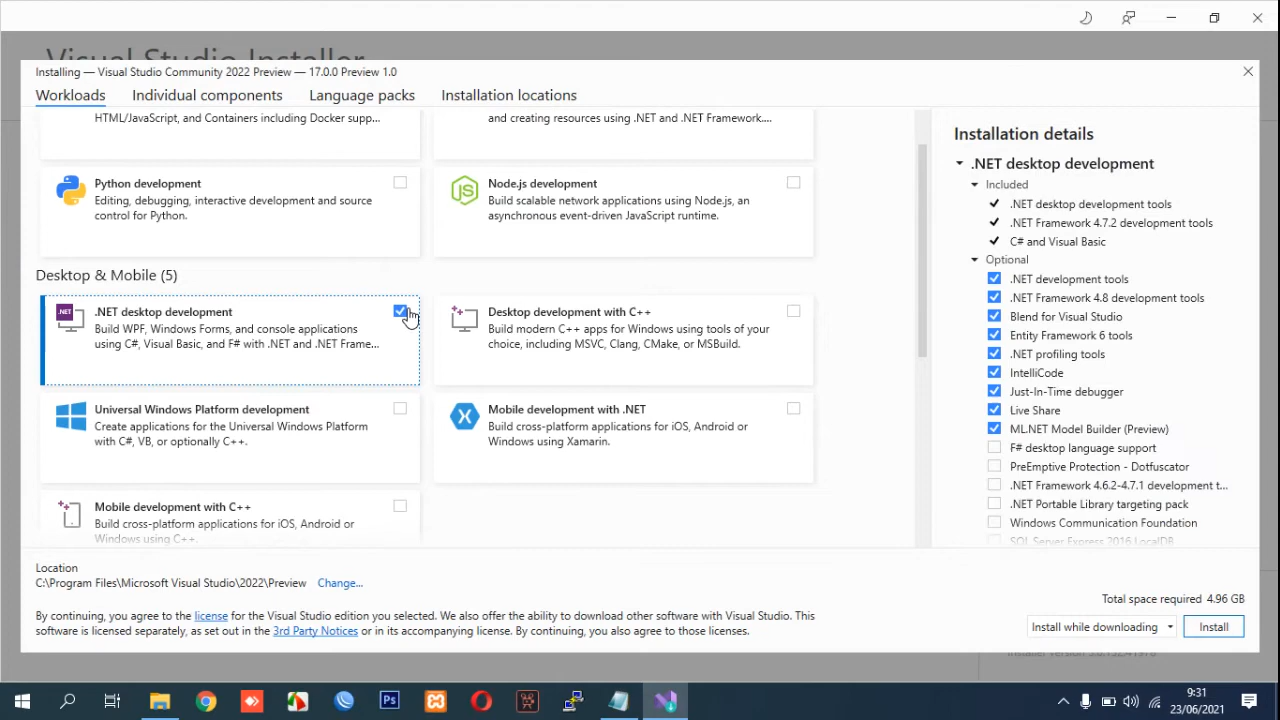 Visual Studio Installer
Installing — Visual Studio Community 2022 Preview — 17.0.0 Preview 1.0
Workloads
Individual components
Language packs
Installation locations
HTML/JavaScript, and Containers including Docker supp...
and creating resources using .NET and .NET Framework....
Python development
Editing, debugging, interactive development and source
control for Python.
Node.js development
Build scalable network applications using Node.js, an
asynchronous event-driven JavaScript runtime.
Desktop & Mobile (5)
.NET
.NET desktop development
Build WPF, Windows Forms, and console applications
using C#, Visual Basic, and F# with .NET and .NET Frame...
Desktop development with C++
Build modern C++ apps for Windows using tools of your
choice, including MSVC, Clang, CMake, or MSBuild.
Universal Windows Platform development
Create applications for the Universal Windows Platform
with C#, VB, or optionally C++.
Mobile development with .NET
Build cross-platform applications for iOS, Android or
Windows using Xamarin.
Mobile development with C++
Build cross-platform applications for iOS, Android or
Windows using C++.
Installation details
.NET desktop development
Included
.NET desktop development tools
.NET Framework 4.7.2 development tools
C# and Visual Basic
Optional
.NET development tools
.NET Framework 4.8 development tools
Blend for Visual Studio
Entity Framework 6 tools
.NET profiling tools
IntelliCode
Just-In-Time debugger
Live Share
ML.NET Model Builder (Preview)
F# desktop language support
PreEmptive Protection - Dotfuscator
.NET Framework 4.6.2-4.7.1 development t...
.NET Portable Library targeting pack
Windows Communication Foundation
SQL Server Express 2016 LocalDB
Location
C:\Program Files\Microsoft Visual Studio\2022\Preview Change...
By continuing, you agree to the license for the Visual Studio edition you selected. We also offer the ability to download other software with Visual Studio. This
software is licensed separately, as set out in the 3rd Party Notices or in its accompanying license. By continuing, you also agree to those licenses.
Total space required 4.96 GB
Install while downloading
Install
Ps
9:31
23/06/2021